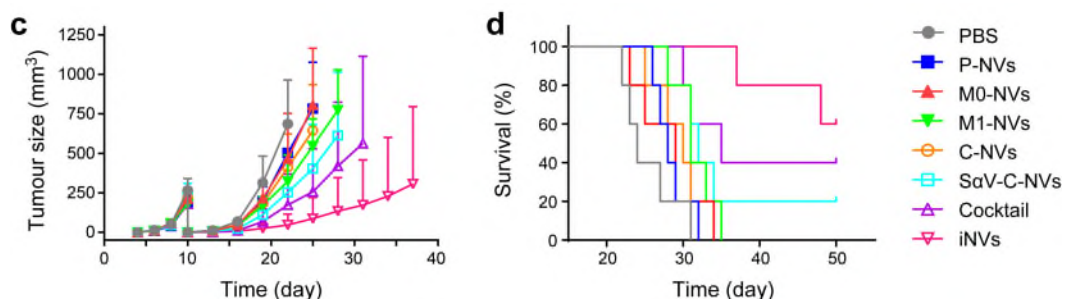 c
Tumour size (mm³)
1250
1000
750
500
250
0
0
10
20
30
40
Time (day)
d
Survival (%)
100
80
60
40
20
0
20
30
40
50
Time (day)
PBS
P-NVs
M0-NVs
M1-NVs
C-NVs
SαV-C-NVs
Cocktail
iNVs